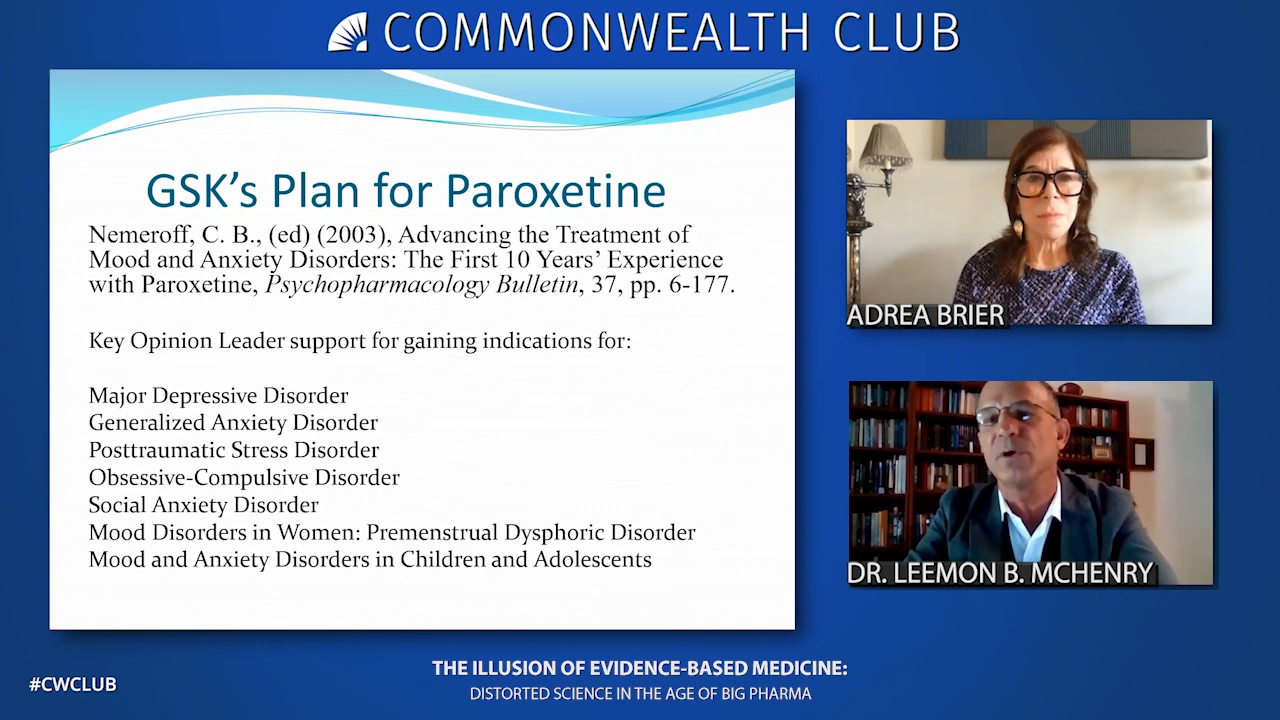 COMMONWEALTH CLUB
GSK's Plan for Paroxetine
Nemeroff, C. B., (ed) (2003), Advancing the Treatment of
Mood and Anxiety Disorders: The First 10 Years' Experience
with Paroxetine, Psychopharmacology Bulletin, 37, pp. 6-177.
Key Opinion Leader support for gaining indications for:
Major Depressive Disorder
Generalized Anxiety Disorder
Posttraumatic Stress Disorder
Obsessive-Compulsive Disorder
Social Anxiety Disorder
Mood Disorders in Women: Premenstrual Dysphoric Disorder
Mood and Anxiety Disorders in Children and Adolescents
ADREA BRIER
DR. LEEMON B. MCHENRY
#CWCLUB
THE ILLUSION OF EVIDENCE-BASED MEDICINE:
DISTORTED SCIENCE IN THE AGE OF BIG PHARMA